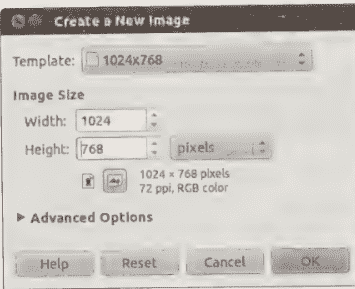 Create a New Image
Template: 1024x768
Image Size
Width: 1024
Height: 768 pixels
1024 × 768 pixels
72 ppi, RGB color
Advanced Options
Help Reset Cancel OK